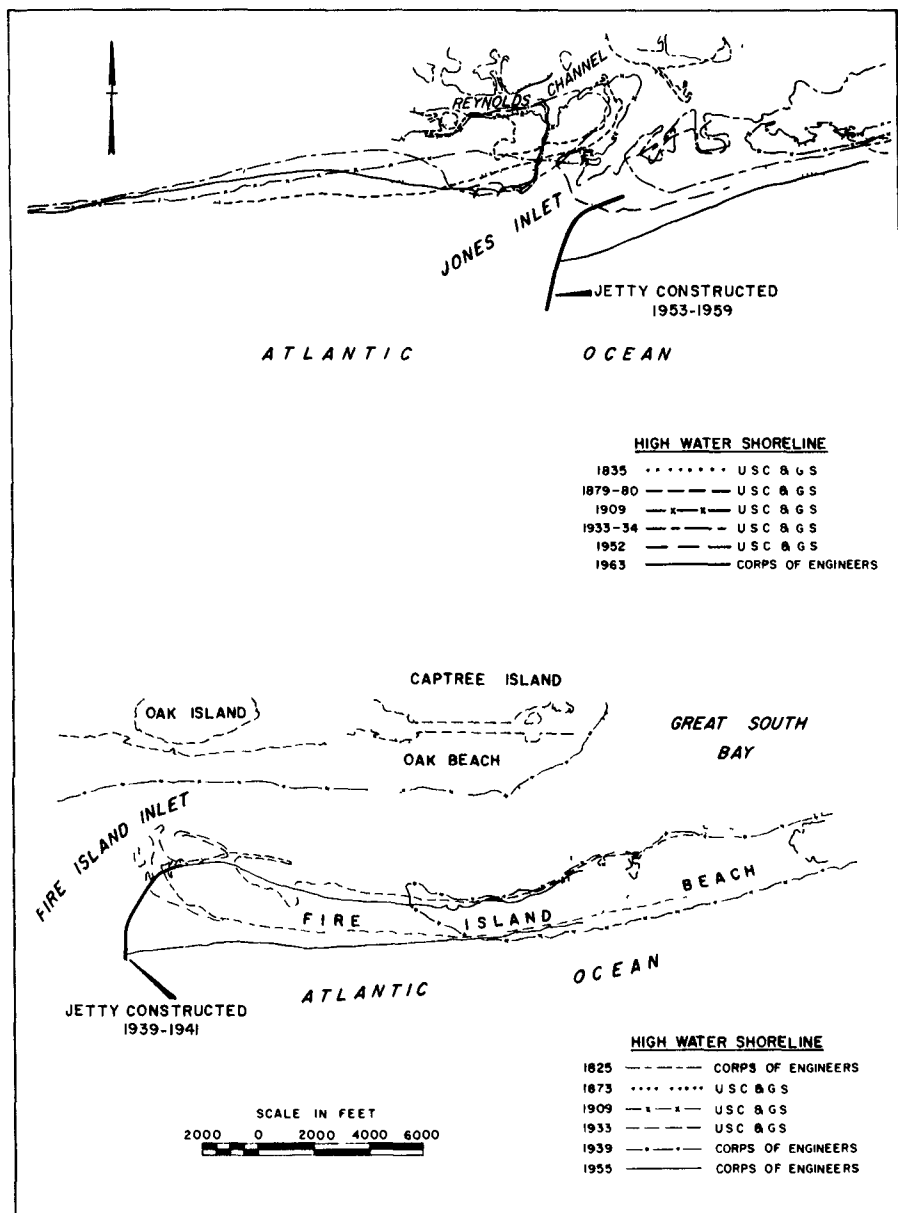 REYNOLDS CHANNEL
JONES INLET
JETTY CONSTRUCTED
1953-1959
ATLANTIC OCEAN
HIGH WATER SHORELINE
1835 USC & GS
1879-80 USC & GS
1909 USC & GS
1933-34 USC & GS
1952 USC & GS
1963 CORPS OF ENGINEERS
CAPTREE ISLAND
OAK ISLAND
GREAT SOUTH
BAY
OAK BEACH
FIRE ISLAND INLET
FIRE ISLAND BEACH
ATLANTIC OCEAN
JETTY CONSTRUCTED
1939-1941
HIGH WATER SHORELINE
1825 CORPS OF ENGINEERS
1873 USC & GS
1909 USC & GS
1933 USC & GS
1939 CORPS OF ENGINEERS
1955 CORPS OF ENGINEERS
SCALE IN FEET
2000 0 2000 4000 6000